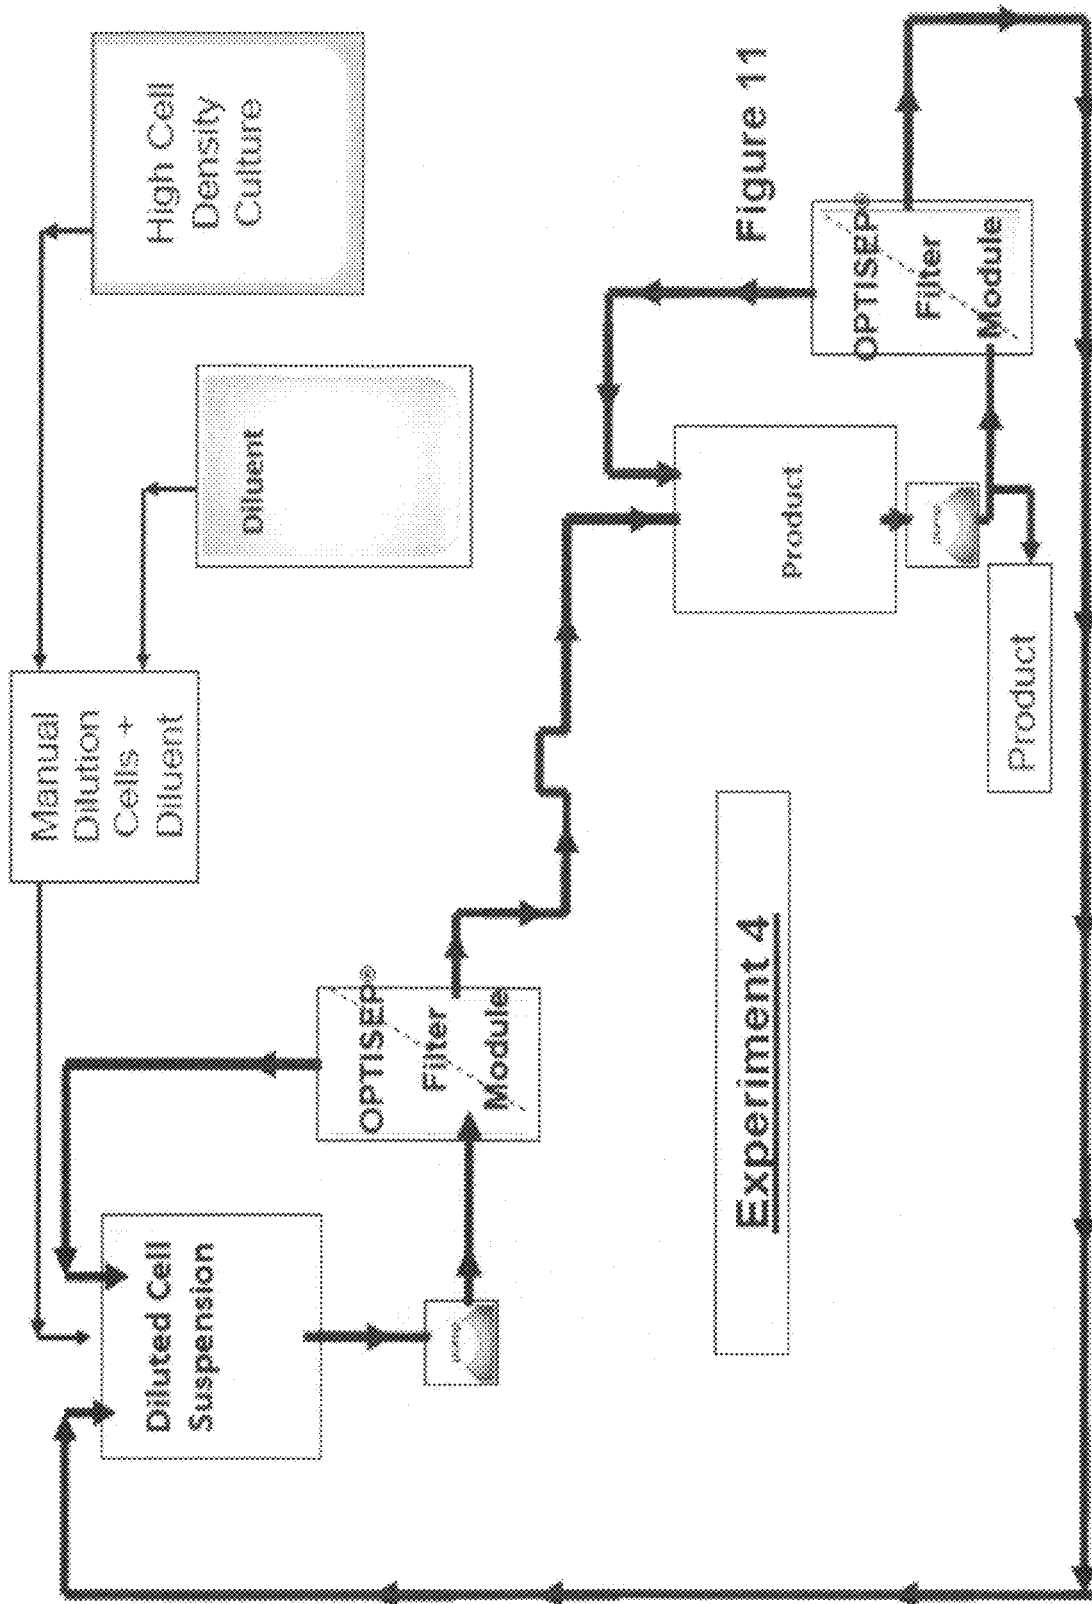 High Cell
Density
Culture
Diluent
Manual
Dilution
Cells +
Diluent
Diluted Cell
Suspension
OPTISEP®
Filter
Module
Product
OPTISEP®
Filter
Module
Product
Experiment 4
Figure 11